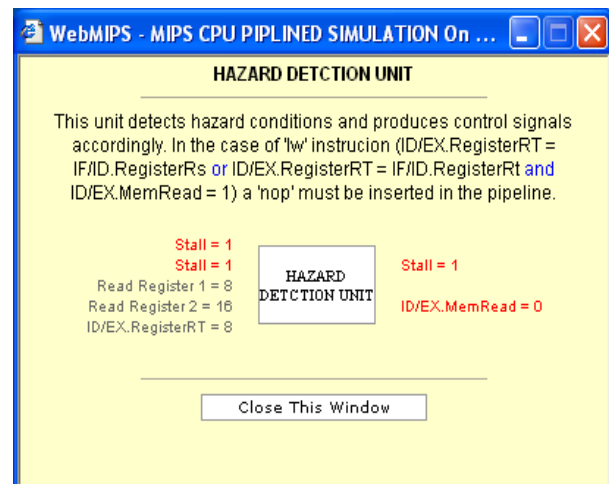 WebMIPS - MIPS CPU PIPLINED SIMULATION On ...
HAZARD DETCTION UNIT
This unit detects hazard conditions and produces control signals
accordingly. In the case of 'lw' instrucion (ID/EX.RegisterRT =
IF/ID.RegisterRs or ID/EX.RegisterRT = IF/ID.RegisterRt and
ID/EX.MemRead = 1) a 'nop' must be inserted in the pipeline.
Stall = 1
Stall = 1
Read Register 1 = 8
Read Register 2 = 16
ID/EX.RegisterRT = 8
HAZARD
DETCTION UNIT
Stall = 1
ID/EX.MemRead = 0
Close This Window